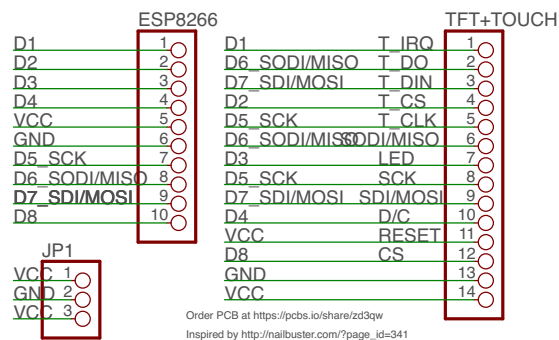 ESP8266
D1 1
D2 2
D3 3
D4 4
VCC 5
GND 6
D5_SCK 7
D6_SODI/MISO 8
D7_SDI/MOSI 9
D8 10
JP1
VCC 1
GND 2
VCC 3
TFT+TOUCH
D1 T_IRQ 1
D6_SODI/MISO T_DO 2
D7_SDI/MOSI T_DIN 3
D2 T_CS 4
D5_SCK T_CLK 5
D6_SODI/MISO SODI/MISO 6
D3 LED 7
D5_SCK SCK 8
D7_SDI/MOSI SDI/MOSI 9
D4 D/C 10
VCC RESET 11
D8 CS 12
GND 13
VCC 14
Order PCB at https://pcbs.io/share/zd3qw
Inspired by http://nailbuster.com/?page_id=341